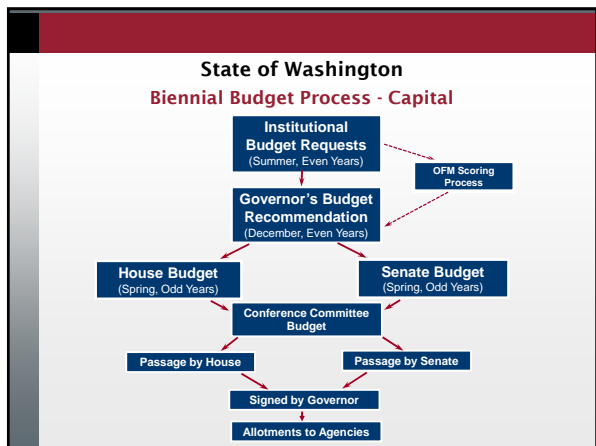 State of Washington
Biennial Budget Process - Capital
Institutional
Budget Requests
(Summer, Even Years)
OFM Scoring
Process
Governor's Budget
Recommendation
(December, Even Years)
House Budget
(Spring, Odd Years)
Senate Budget
(Spring, Odd Years)
Conference Committee
Budget
Passage by House
Passage by Senate
Signed by Governor
Allotments to Agencies